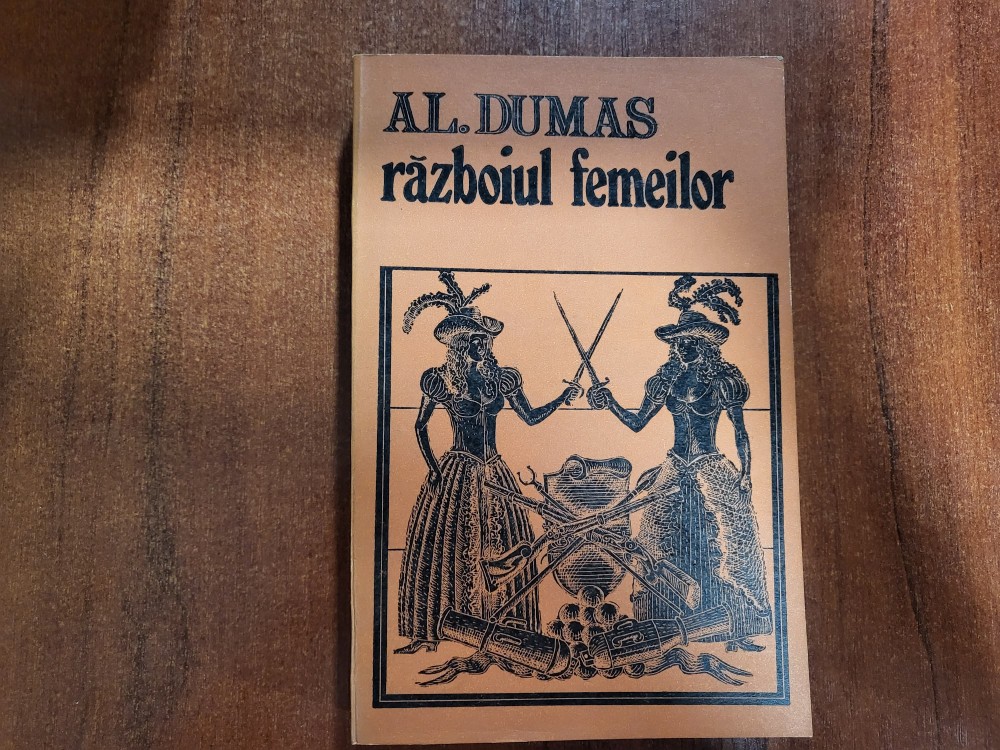 AL. DUMAS
războiul femeilor